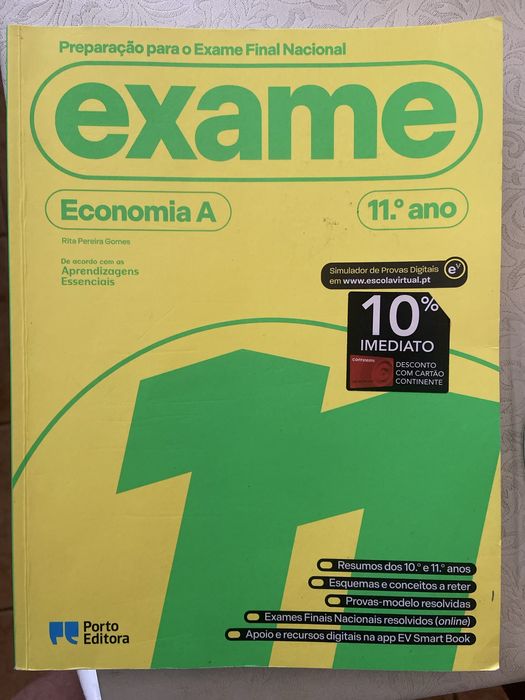 Preparação para o Exame Final Nacional
exame
Economia A
11.º ano
Rita Pereira Gomes
De acordo com as
Aprendizagens
Essenciais
Simulador de Provas Digitais
em www.escolavirtual.pt
eV
10%
IMEDIATO
DESCONTO
COM CARTÃO
CONTINENTE
11
Resumos dos 10.º e 11.º anos
Esquemas e conceitos a reter
Provas-modelo resolvidas
Exames Finais Nacionais resolvidos (online)
Apoio e recursos digitais na app EV Smart Book
Porto
Editora